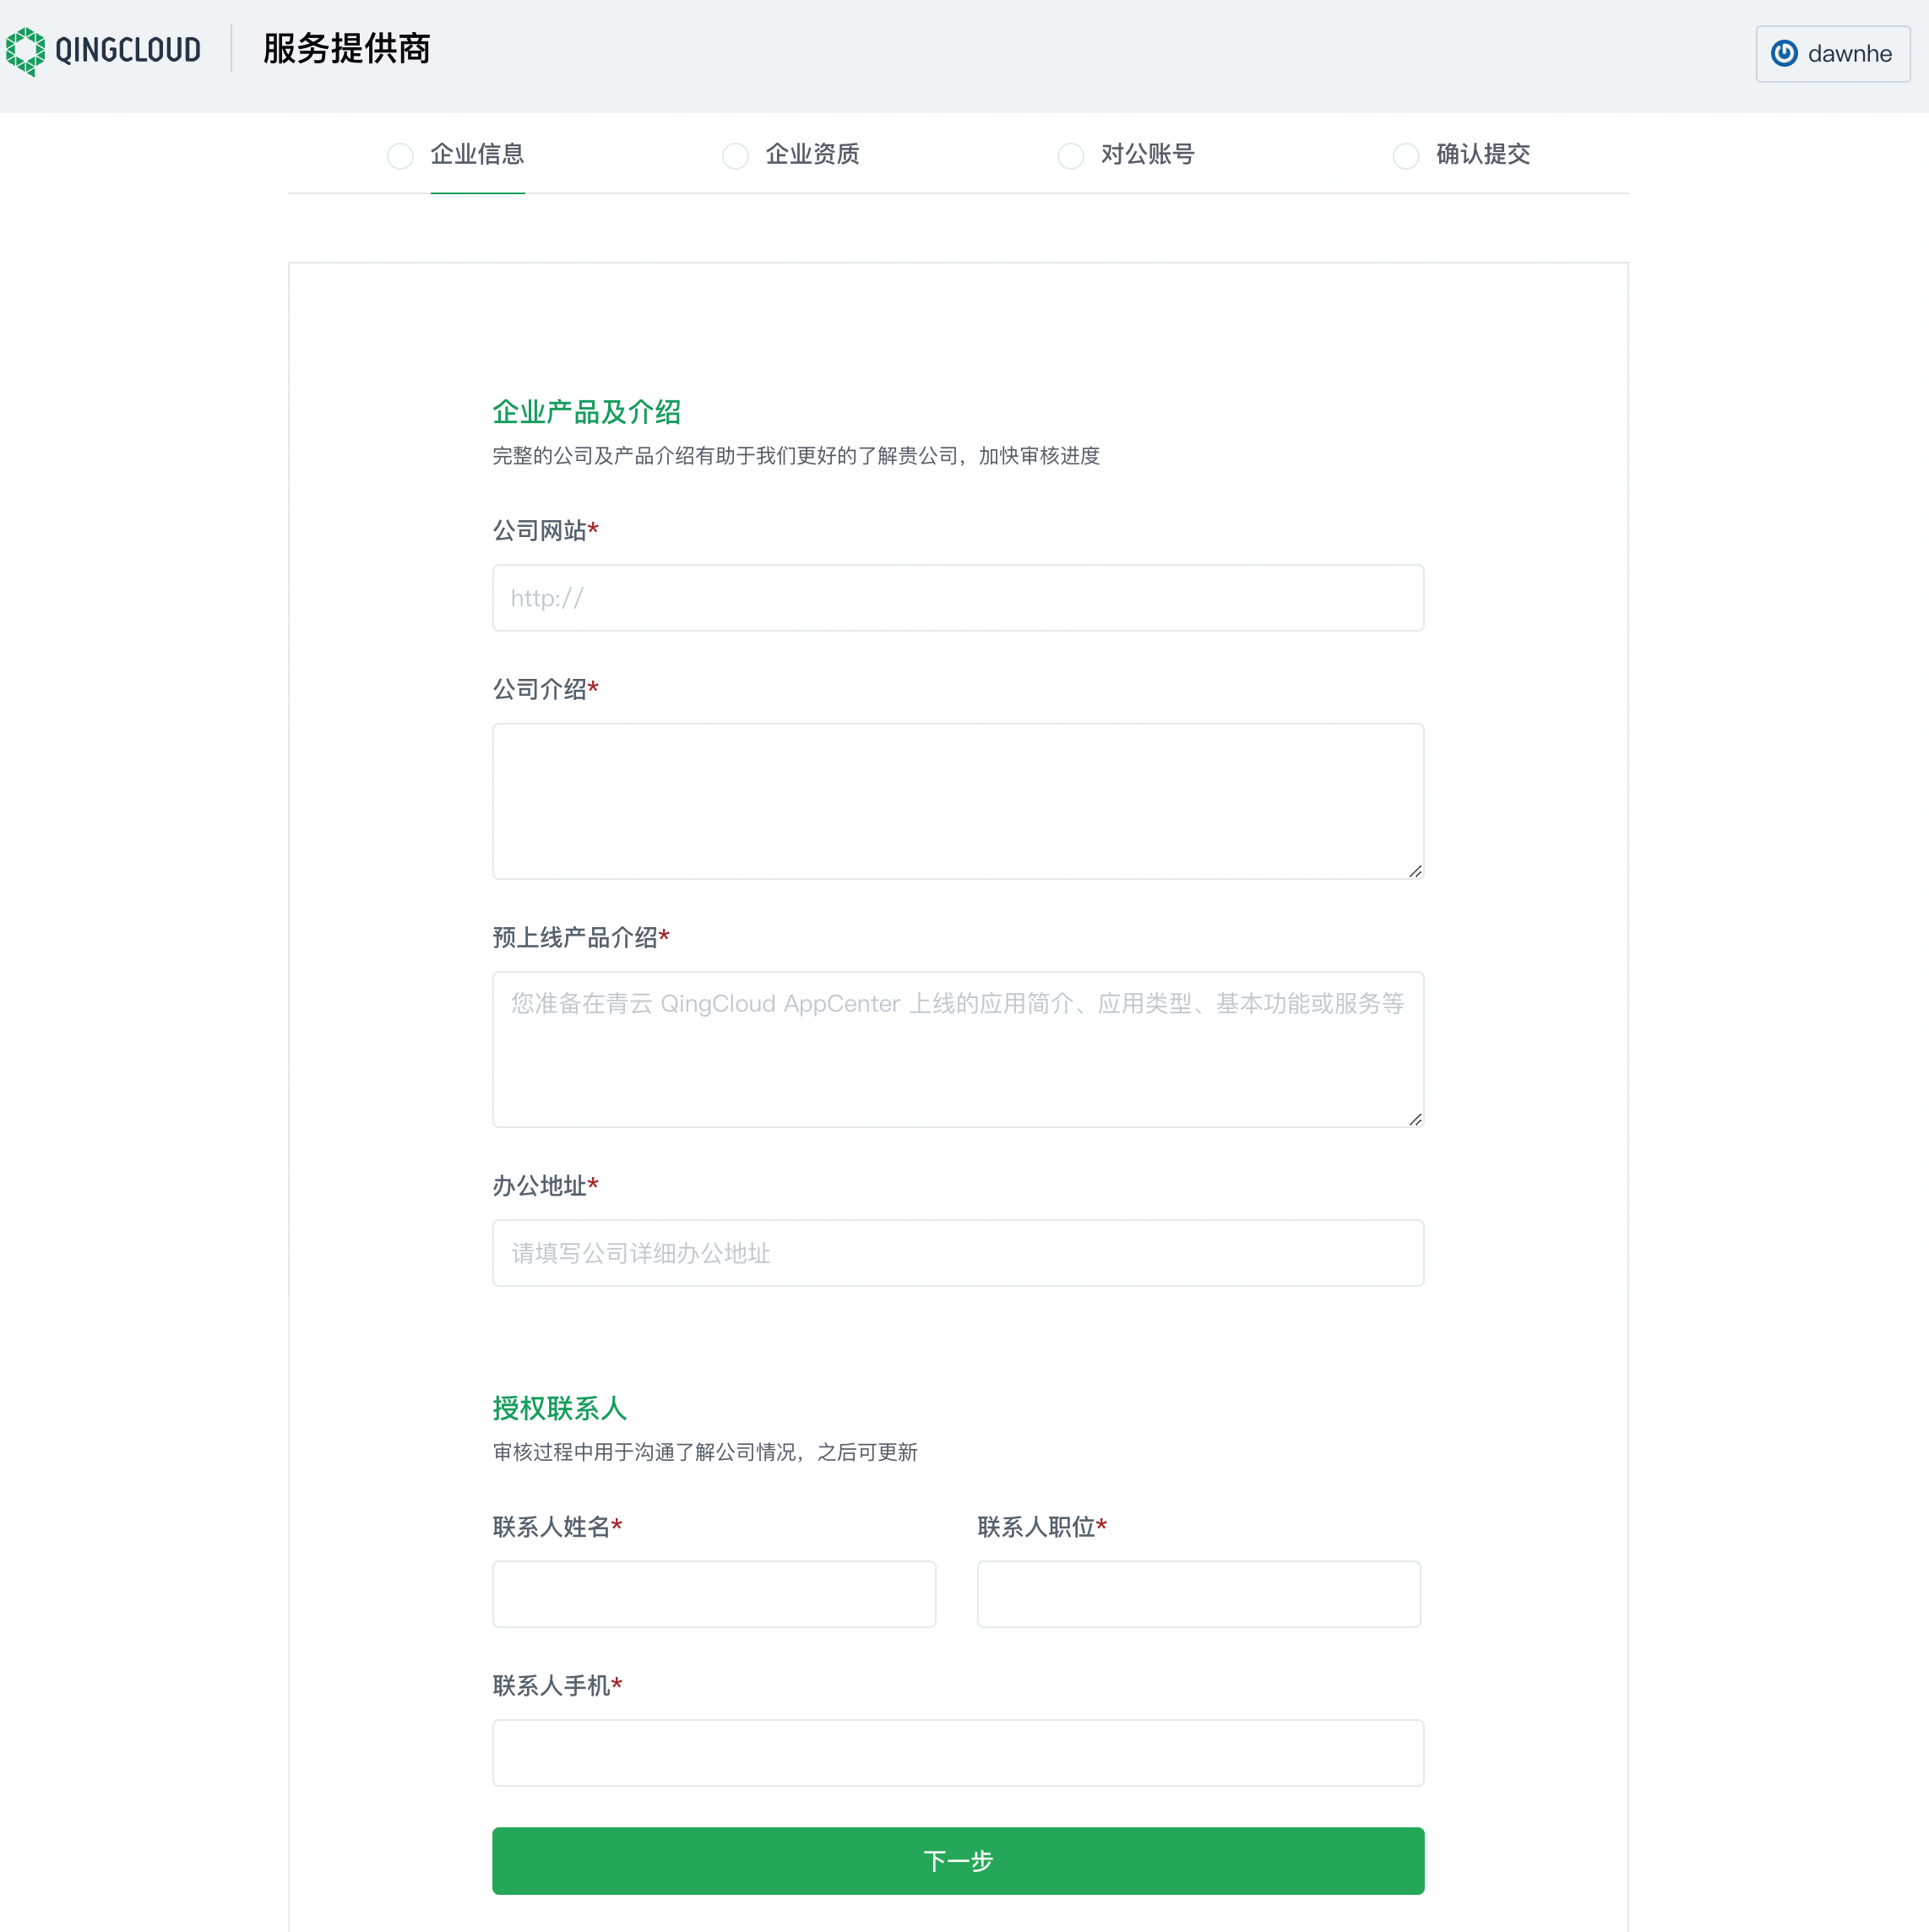 QINGCLOUD
服务提供商
dawnhe
企业信息
企业资质
对公账号
确认提交
企业产品及介绍
完整的公司及产品介绍有助于我们更好的了解贵公司，加快审核进度
公司网站*
http://
公司介绍*
预上线产品介绍*
您准备在青云 QingCloud AppCenter 上线的应用简介、应用类型、基本功能或服务等
办公地址*
请填写公司详细办公地址
授权联系人
审核过程中用于沟通了解公司情况，之后可更新
联系人姓名*
联系人职位*
联系人手机*
下一步